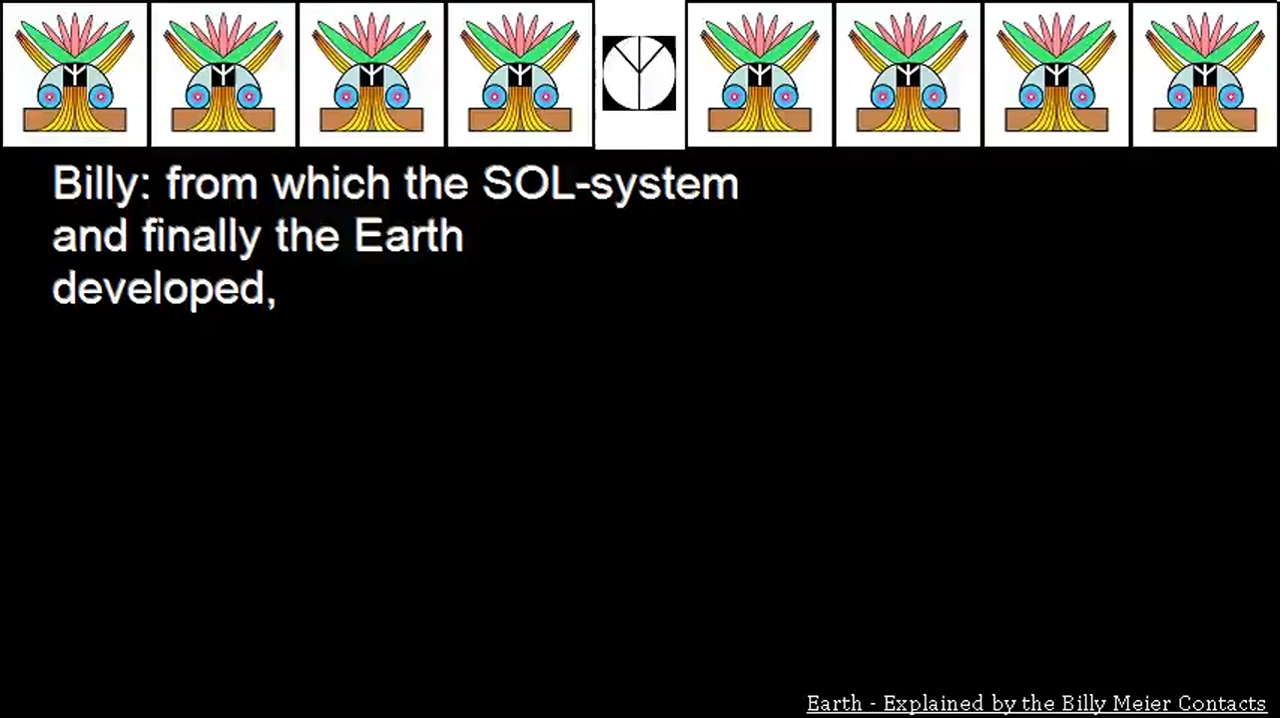 Billy: from which the SOL-system
and finally the Earth
developed,
Earth - Explained by the Billy Meier Contacts